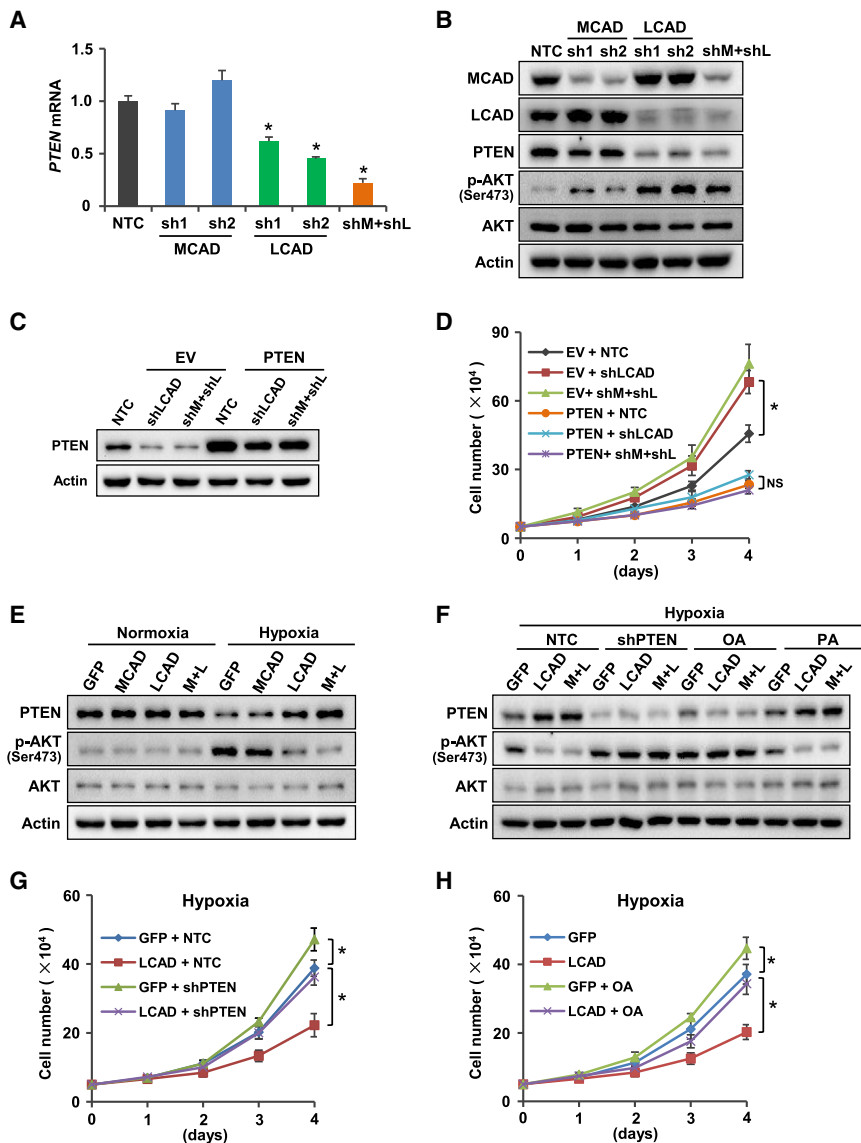 A
PTEN mRNA
1.5
1.0
0.5
0
*
*
*
NTC
sh1
sh2
sh1
sh2
shM+shL
MCAD
LCAD
B
MCAD
LCAD
NTC
sh1
sh2
sh1
sh2
shM+shL
MCAD
LCAD
PTEN
p-AKT
(Ser473)
AKT
Actin
C
EV
PTEN
NTC
shLCAD
shM+shL
NTC
shLCAD
shM+shL
PTEN
Actin
D
Cell number (×10⁴)
90
60
30
0
EV + NTC
EV + shLCAD
EV+ shM+shL
PTEN + NTC
PTEN + shLCAD
PTEN+ shM+shL
*
NS
0
1
2
3
4
(days)
E
Normoxia
Hypoxia
GFP
MCAD
LCAD
M+L
GFP
MCAD
LCAD
M+L
PTEN
p-AKT
(Ser473)
AKT
Actin
F
Hypoxia
NTC
shPTEN
OA
PA
GFP
LCAD
M+L
GFP
LCAD
M+L
GFP
LCAD
M+L
GFP
LCAD
M+L
PTEN
p-AKT
(Ser473)
AKT
Actin
G
Hypoxia
Cell number (×10⁴)
60
40
20
0
GFP + NTC
LCAD + NTC
GFP + shPTEN
LCAD + shPTEN
*
*
0
1
2
3
4
(days)
H
Hypoxia
Cell number (×10⁴)
60
40
20
0
GFP
LCAD
GFP + OA
LCAD + OA
*
*
0
1
2
3
4
(days)